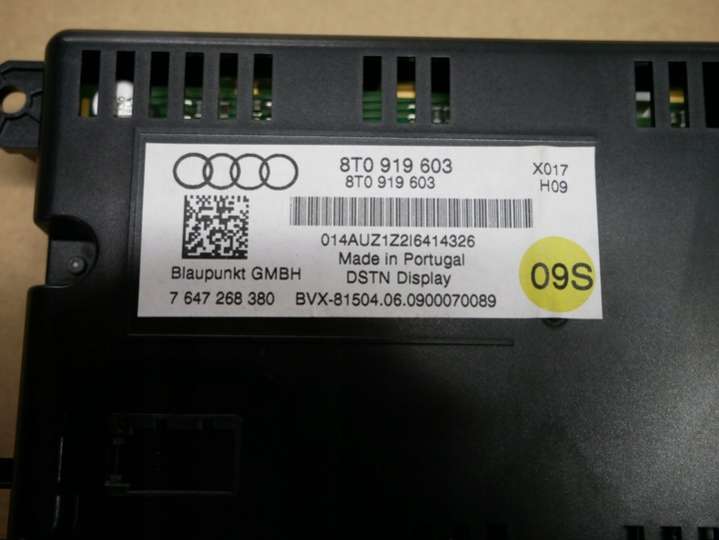 8T0 919 603
8T0 919 603
X017
H09
014AUZ1Z2I6414326
Made in Portugal
DSTN Display
Blaupunkt GMBH
7 647 268 380
BVX-81504.06.0900070089
09S